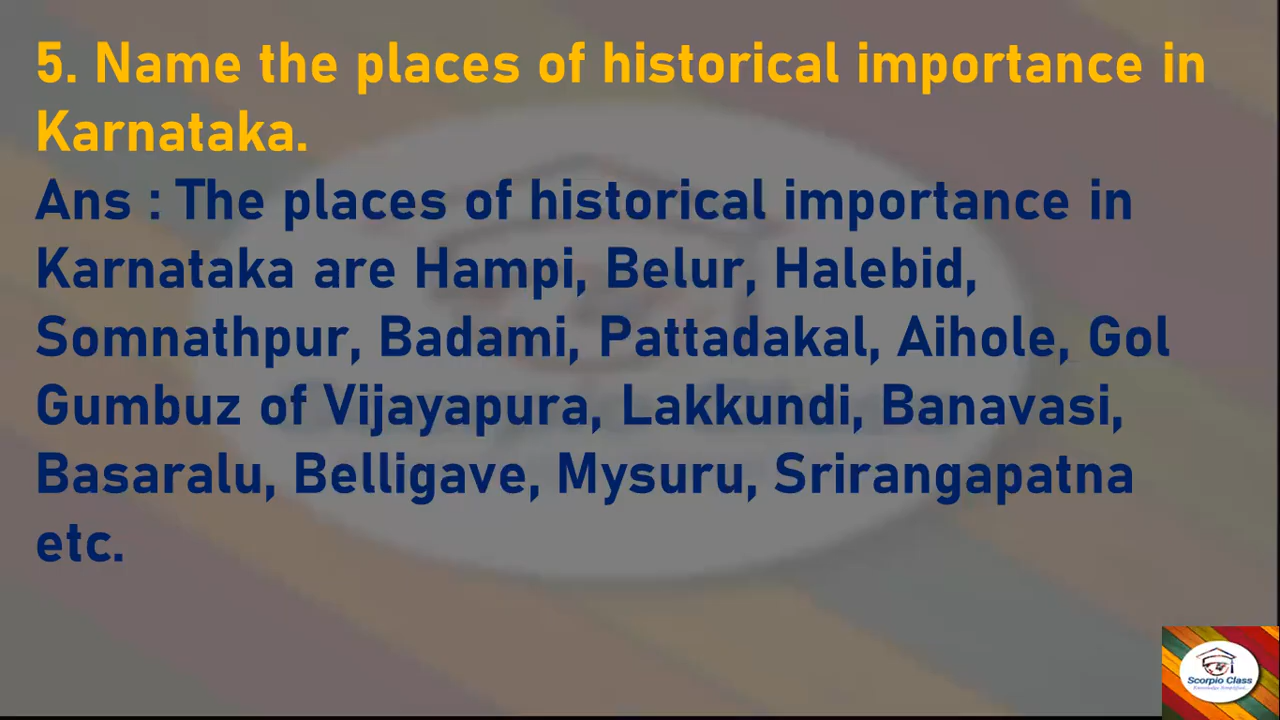 5. Name the places of historical importance in
Karnataka.
Ans : The places of historical importance in
Karnataka are Hampi, Belur, Halebid,
Somnathpur, Badami, Pattadakal, Aihole, Gol
Gumbuz of Vijayapura, Lakkundi, Banavasi,
Basaralu, Belligave, Mysuru, Srirangapatna
etc.
Scorpio Class
Knowledge Simplified...